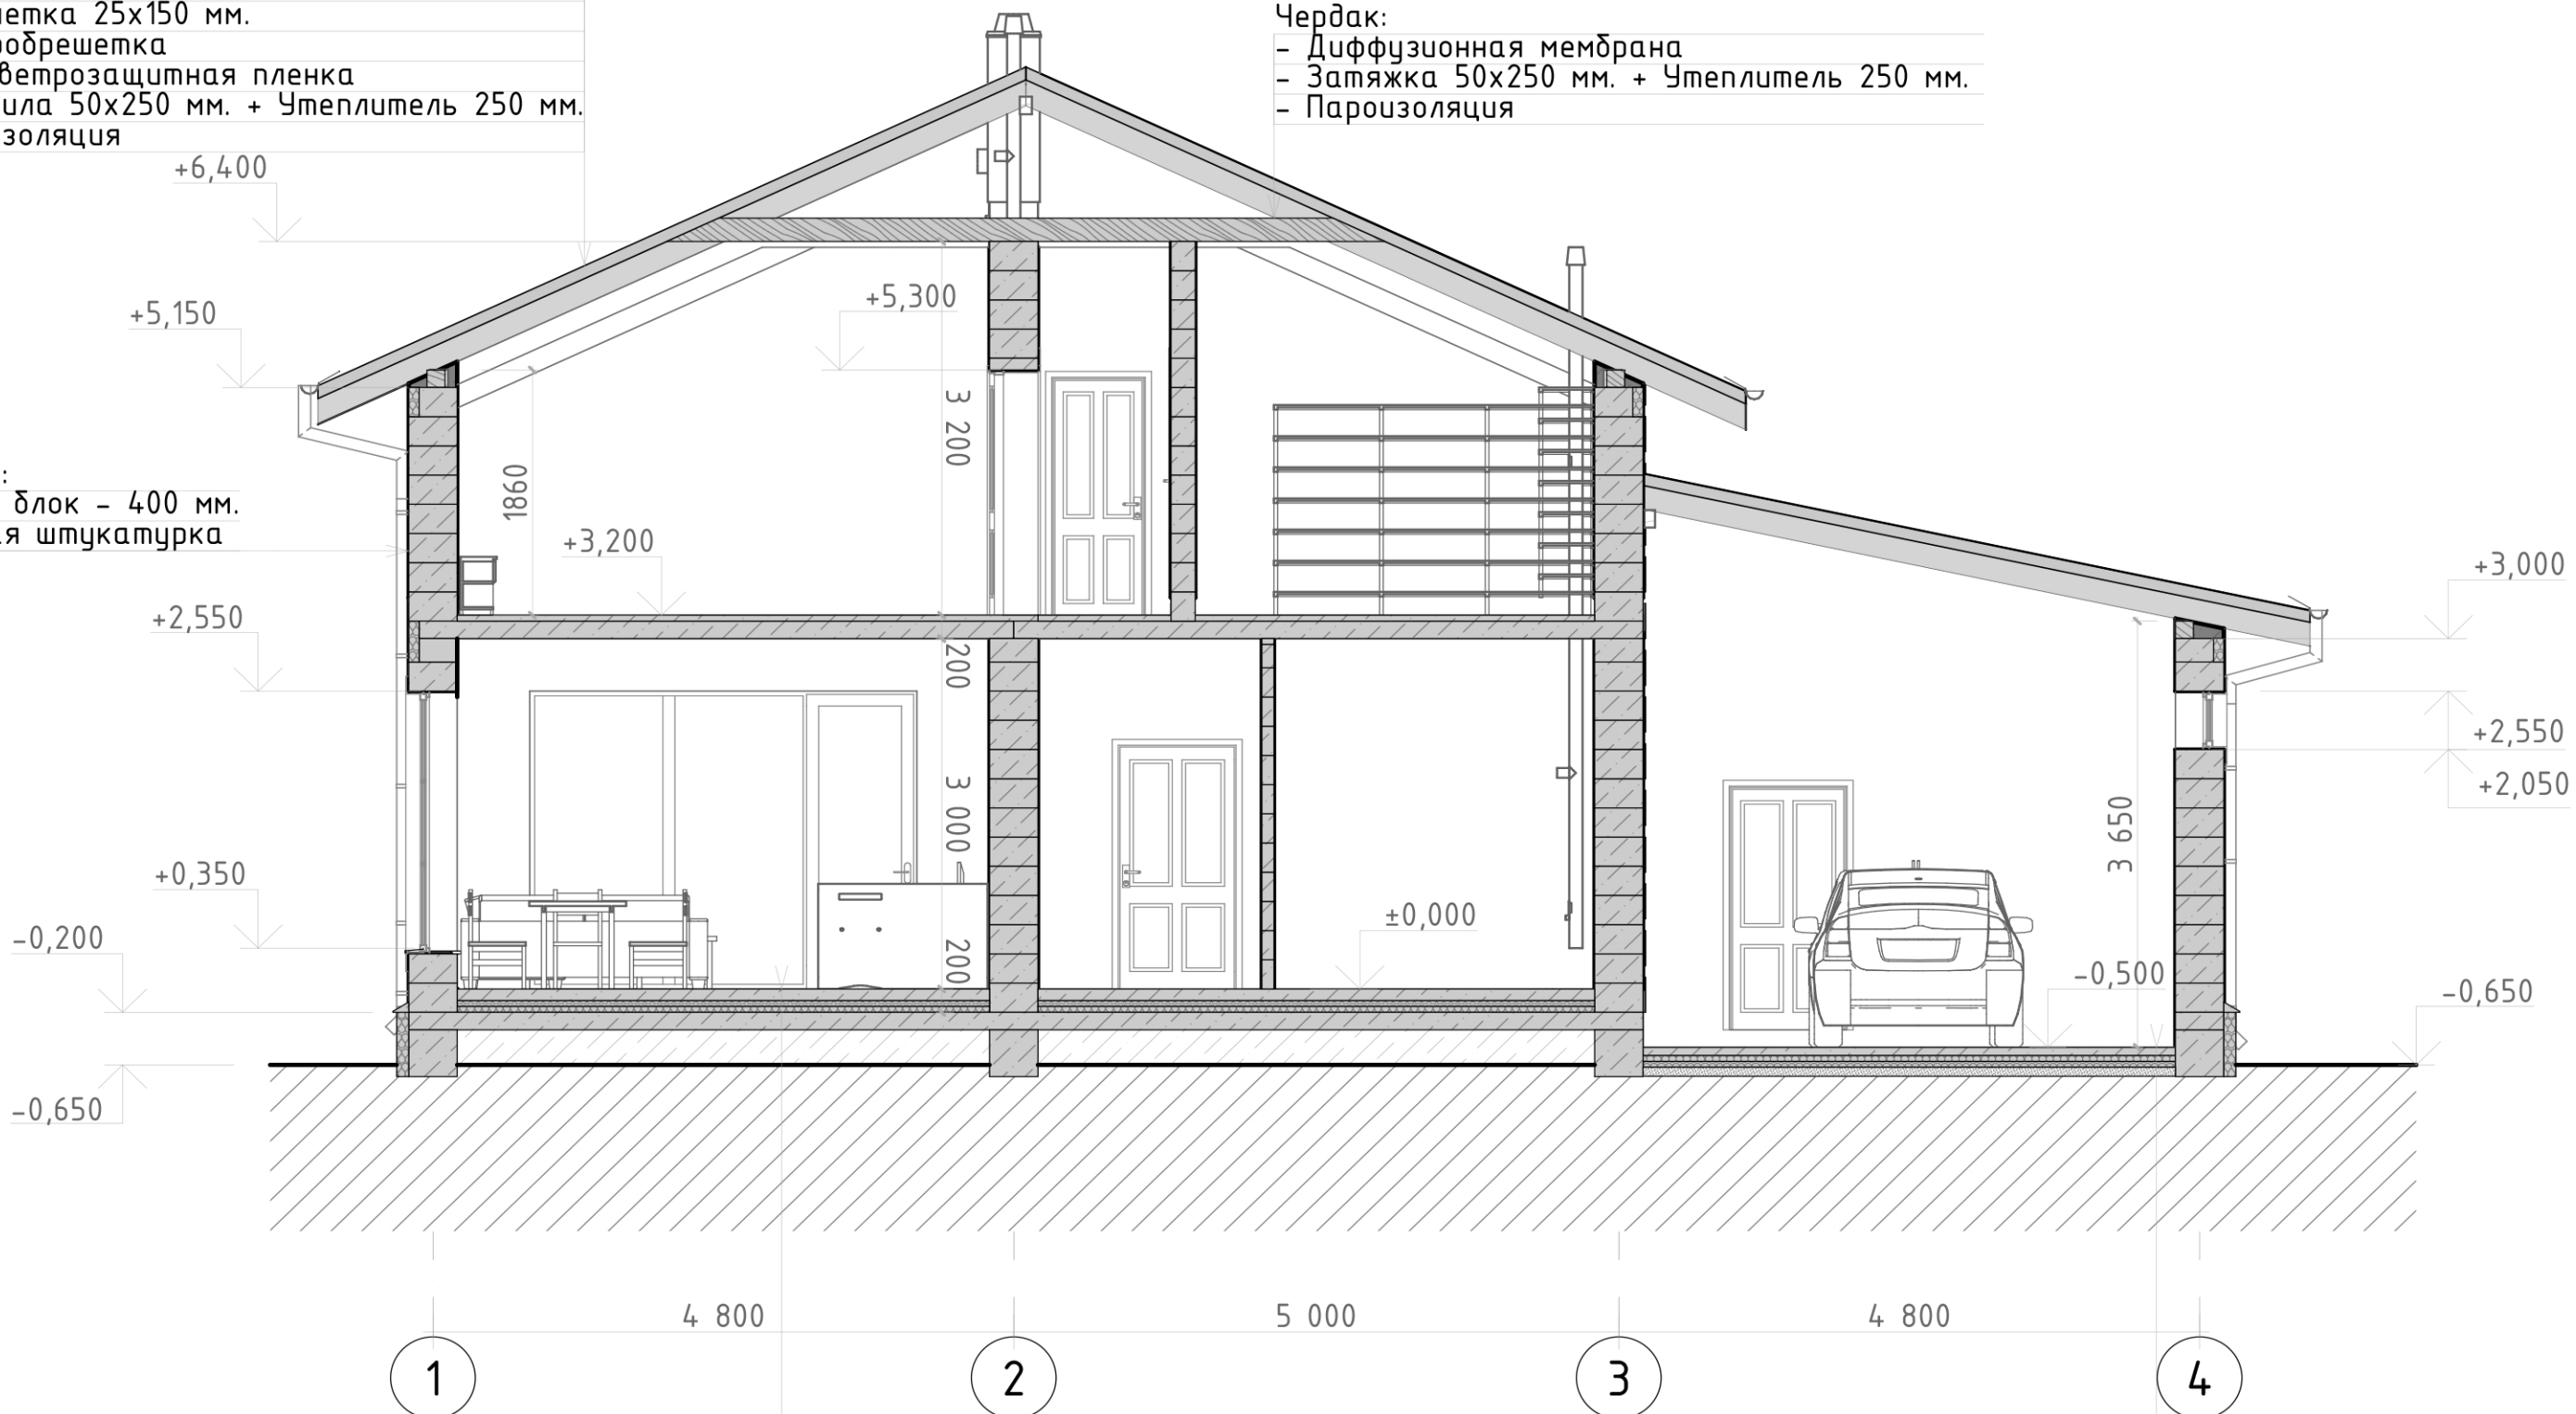 етка 25х150 мм.
обрешетка
ветрозащитная пленка
ила 50х250 мм. + Утеплитель 250 мм.
золяция
Чердак:
- Диффузионная мембрана
- Затяжка 50х250 мм. + Утеплитель 250 мм.
- Пароизоляция
+6,400
+5,150
+5,300
3 200
1860
:
блок - 400 мм.
я штукатурка
+3,200
+3,000
+2,550
200
+2,550
+2,050
3 000
3 650
+0,350
±0,000
-0,200
200
-0,500
-0,650
-0,650
4 800
5 000
4 800
1
2
3
4